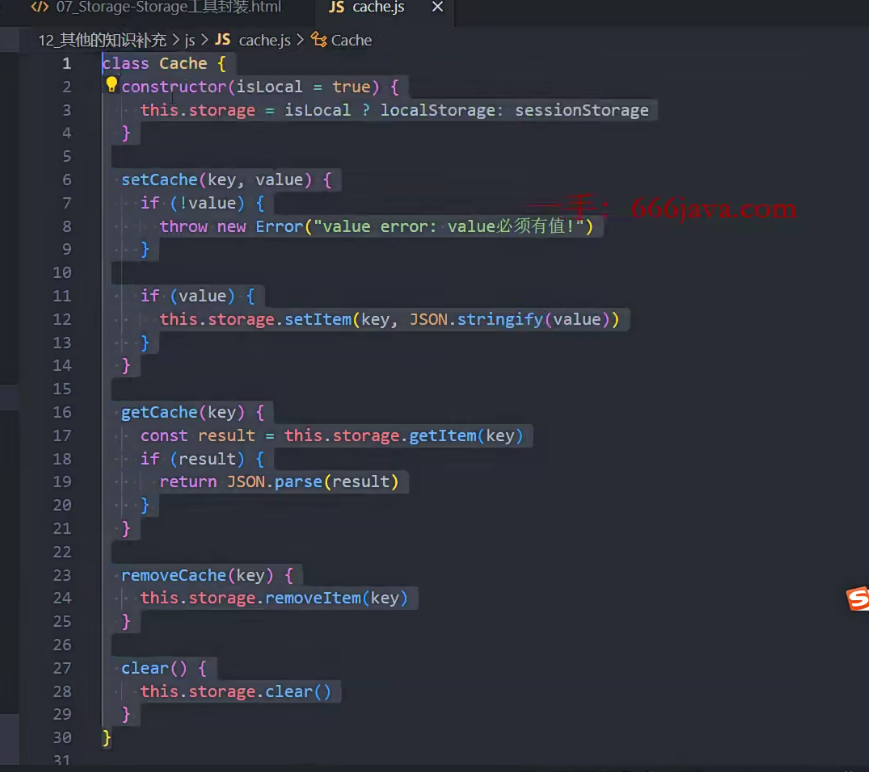 07_Storage-Storage工具封装.html JS cache.js
12_其他的知识补充 > js > JS cache.js > Cache
1 class Cache {
2 constructor(isLocal = true) {
3 this.storage = isLocal ? localStorage: sessionStorage
4 }
5
6 setCache(key, value) {
7 if (!value) {
一手：666java.com
8 throw new Error("value error: value必须有值!")
9 }
10
11 if (value) {
12 this.storage.setItem(key, JSON.stringify(value))
13 }
14 }
15
16 getCache(key) {
17 const result = this.storage.getItem(key)
18 if (result) {
19 return JSON.parse(result)
20 }
21 }
22
23 removeCache(key) {
24 this.storage.removeItem(key)
25 }
26
27 clear() {
28 this.storage.clear()
29 }
30 }
31